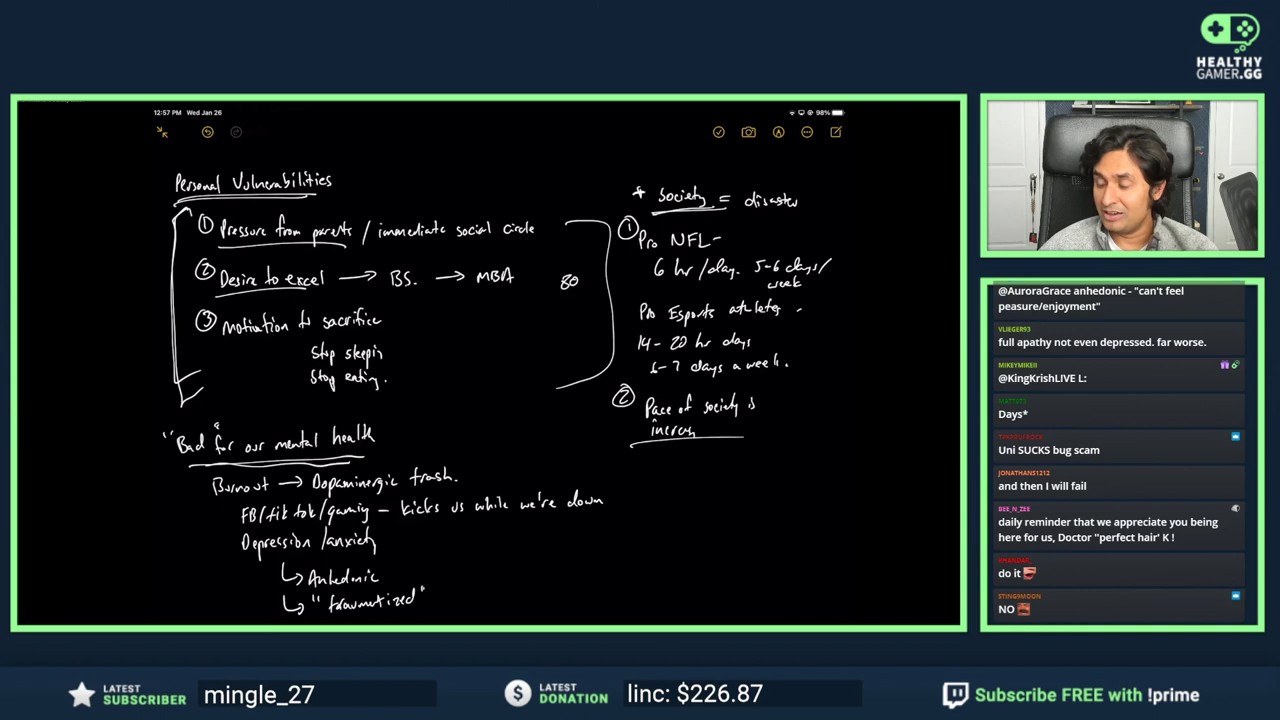 HEALTHY
GAMER.GG
12:57 PM Wed Jan 26
98%
Personal Vulnerabilities
① Pressure from parents / immediate social circle
② Desire to excel → BS. → MBA 80
③ Motivation to sacrifice
Stop sleepin
Stop eating.
"Bad" for our mental health
Burnout → Dopaminergic trash.
FB/tik tok/gaming – kicks us while we're down
Depression /anxiety
↳ Anhedonic
↳ "traumatized"
* Society = disaster
① Pro NFL -
6 hr/day. 5-6 days/
week
Pro Esports athletes -
14 - 20 hr days
6-7 days a week.
② Pace of society is
increas
@AuroraGrace anhedonic - "can't feel
peasure/enjoyment"
VLIEGER93
full apathy not even depressed. far worse.
MIKEYMIKEII
@KingKrishLIVE L:
Days*
Uni SUCKS bug scam
JONATHANS1212
and then I will fail
BEE_N_ZEE
daily reminder that we appreciate you being
here for us, Doctor "perfect hair' K !
do it
STING9MOON
NO
LATEST
SUBSCRIBER
mingle_27
LATEST
DONATION
linc: $226.87
Subscribe FREE with !prime